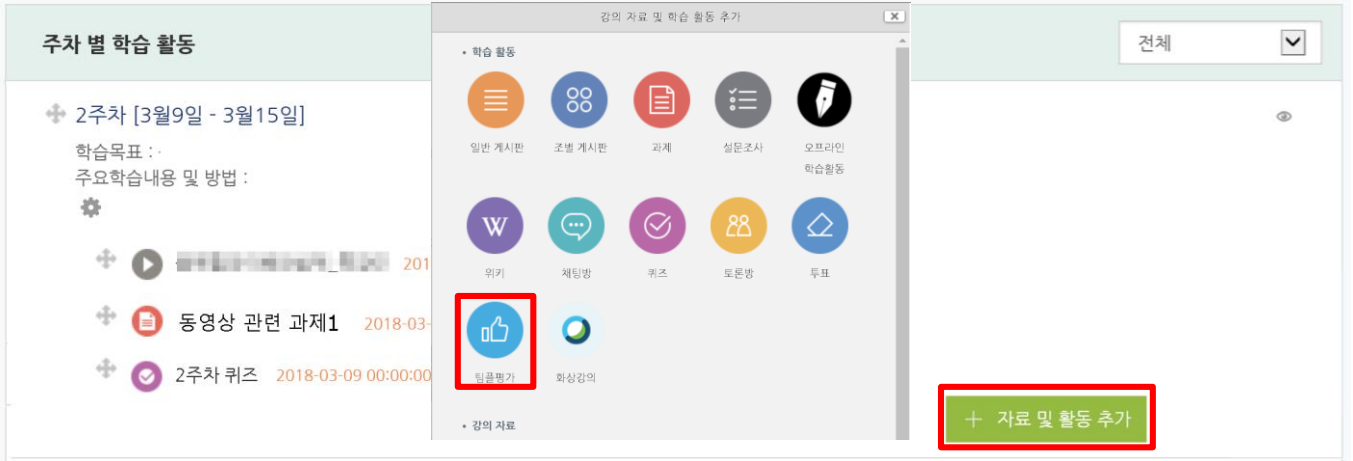 주차 별 학습 활동
전체
2주차 [3월9일 - 3월15일]
학습목표 : ·
주요학습내용 및 방법 :
201
동영상 관련 과제1 2018-03-
2주차 퀴즈 2018-03-09 00:00:00
강의 자료 및 학습 활동 추가
• 학습 활동
일반 게시판 조별 게시판 과제 설문조사 오프라인
학습활동
W
위키 채팅방 퀴즈 토론방 투표
팀플평가 화상강의
• 강의 자료
+ 자료 및 활동 추가